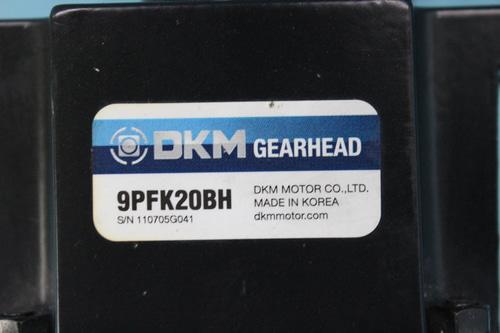 DKM GEARHEAD
9PFK20BH
S/N 110705G041
DKM MOTOR CO.,LTD.
MADE IN KOREA
dkmmotor.com